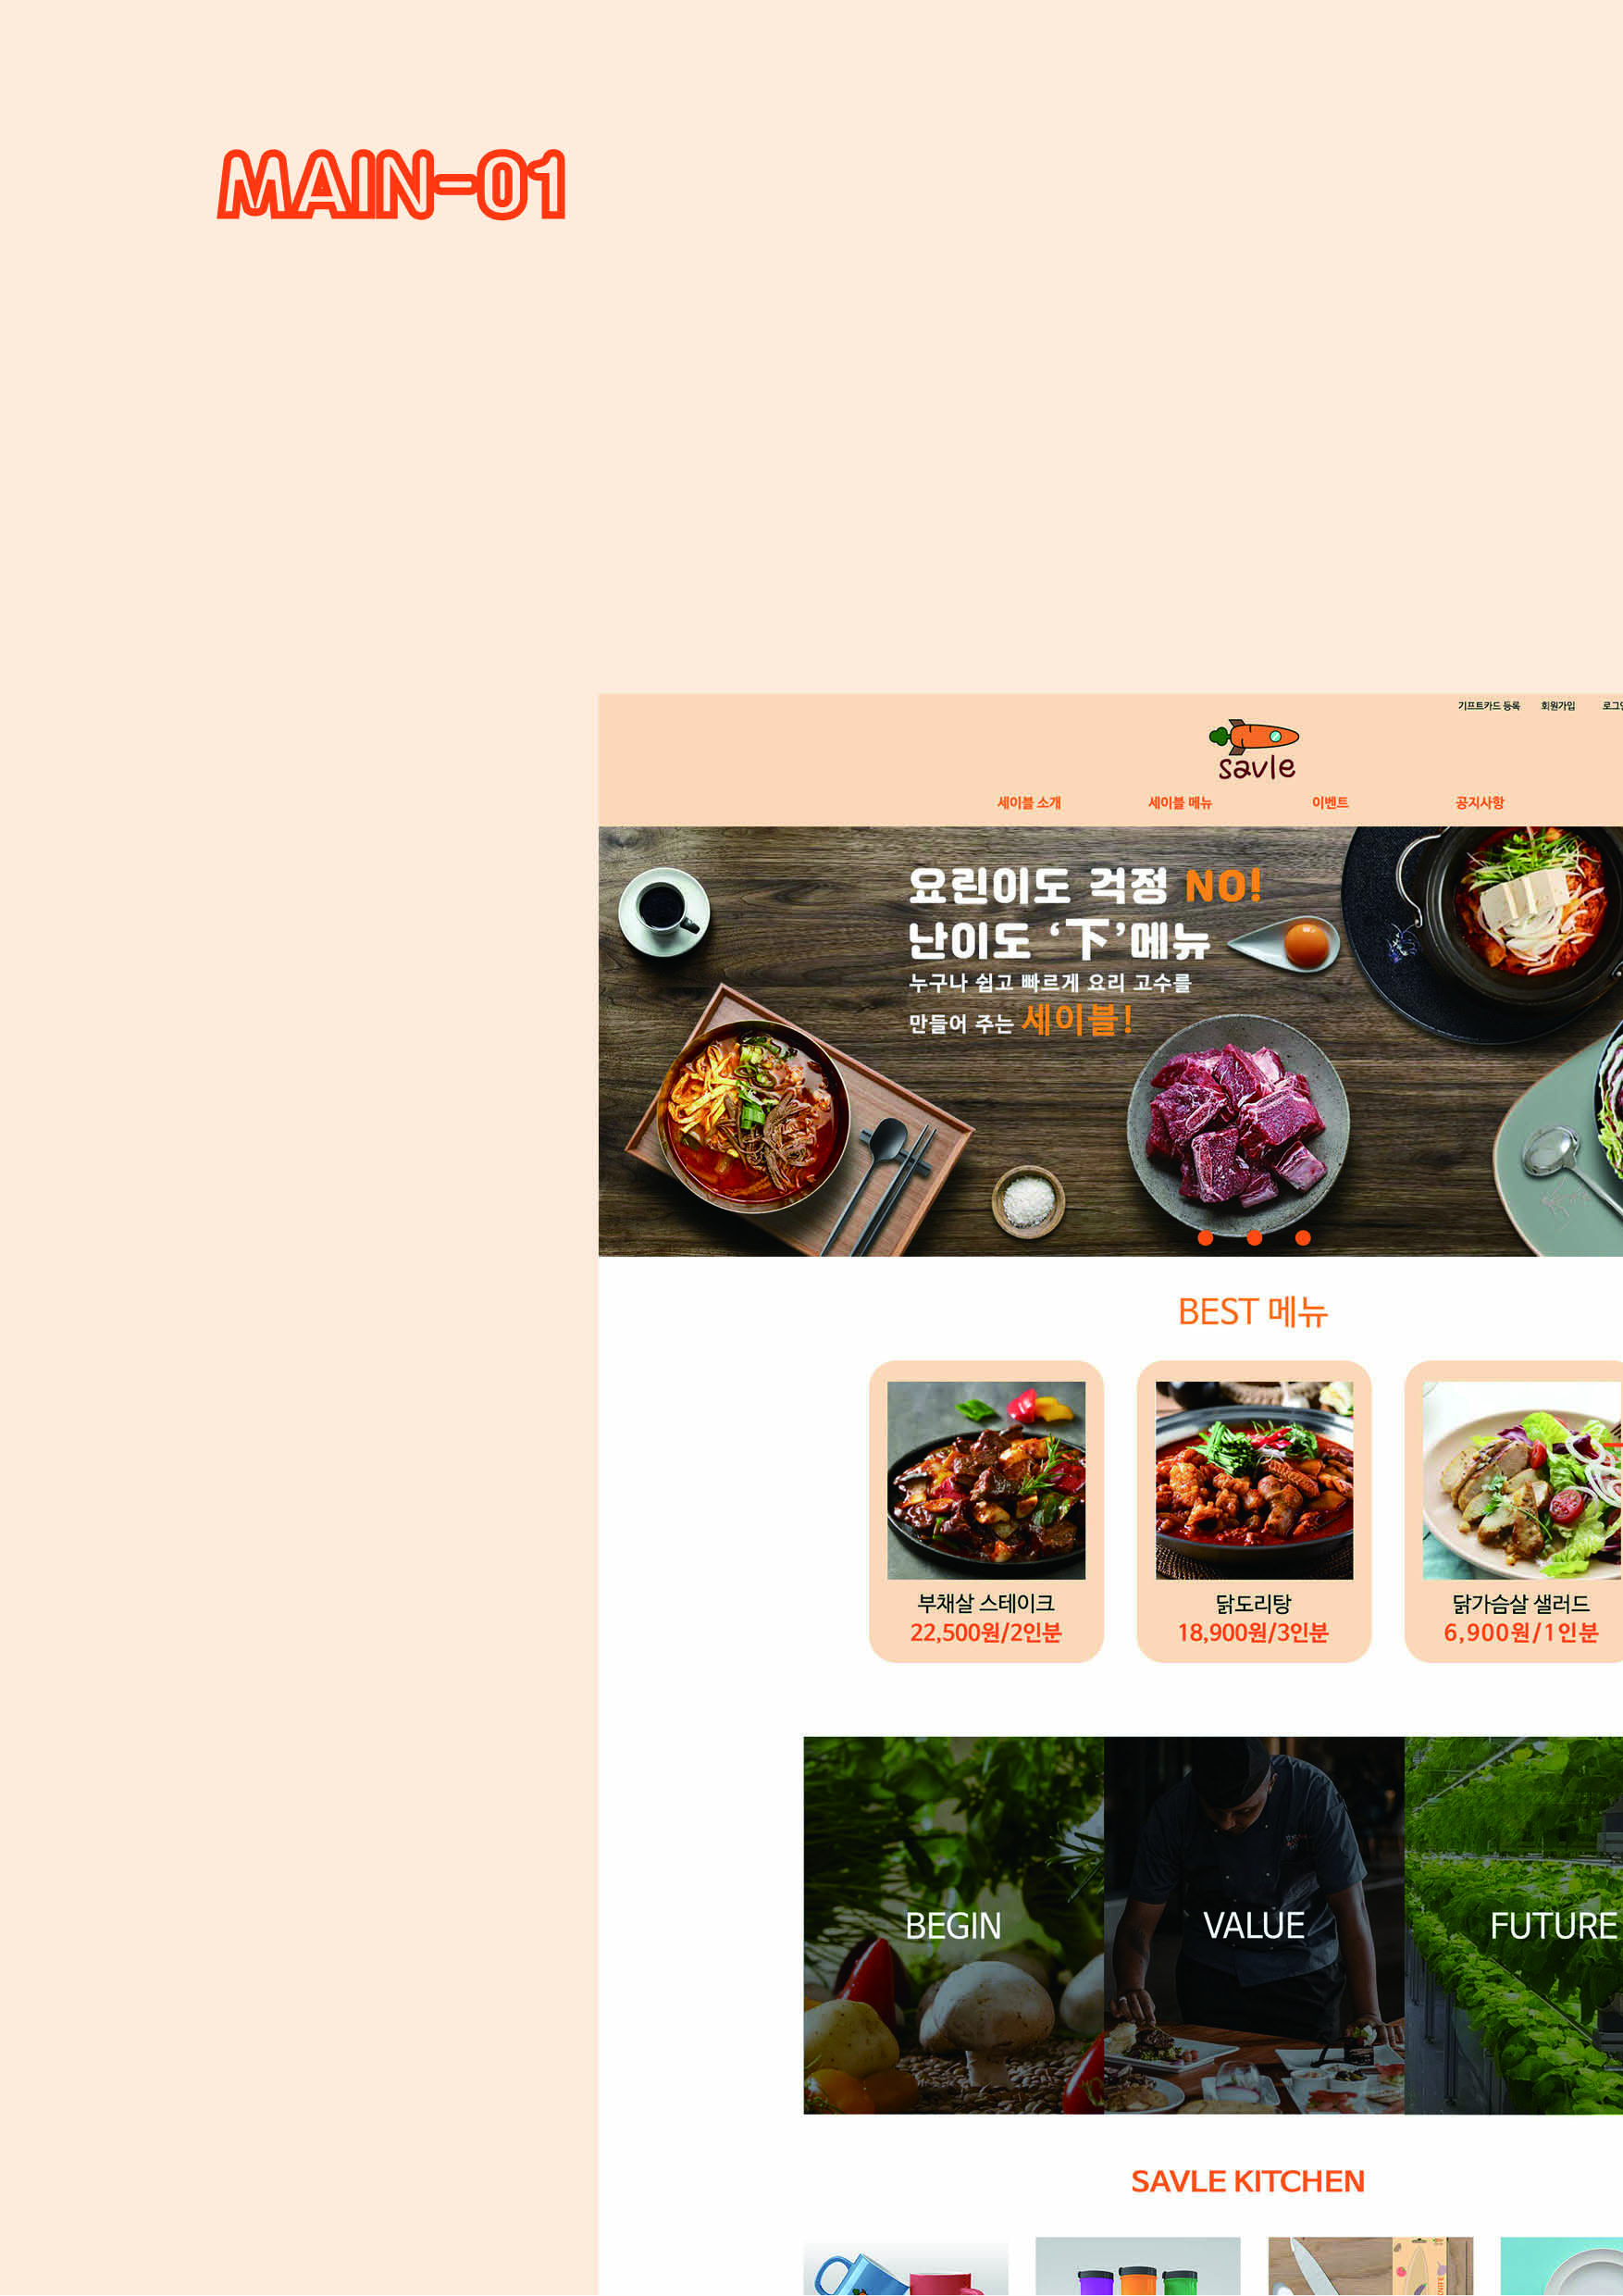 MAIN-01
기프트카드 등록 회원가입
savle
세이블 소개 세이블 메뉴 이벤트 공지사항
요린이도 걱정 NO!
난이도 ‘下’메뉴
누구나 쉽고 빠르게 요리 고수를
만들어 주는 세이블!
BEST 메뉴
부채살 스테이크 닭도리탕 닭가슴살 샐러드
22,500원/2인분 18,900원/3인분 6,900원/1인분
BEGIN VALUE FUTURE
SAVLE KITCHEN